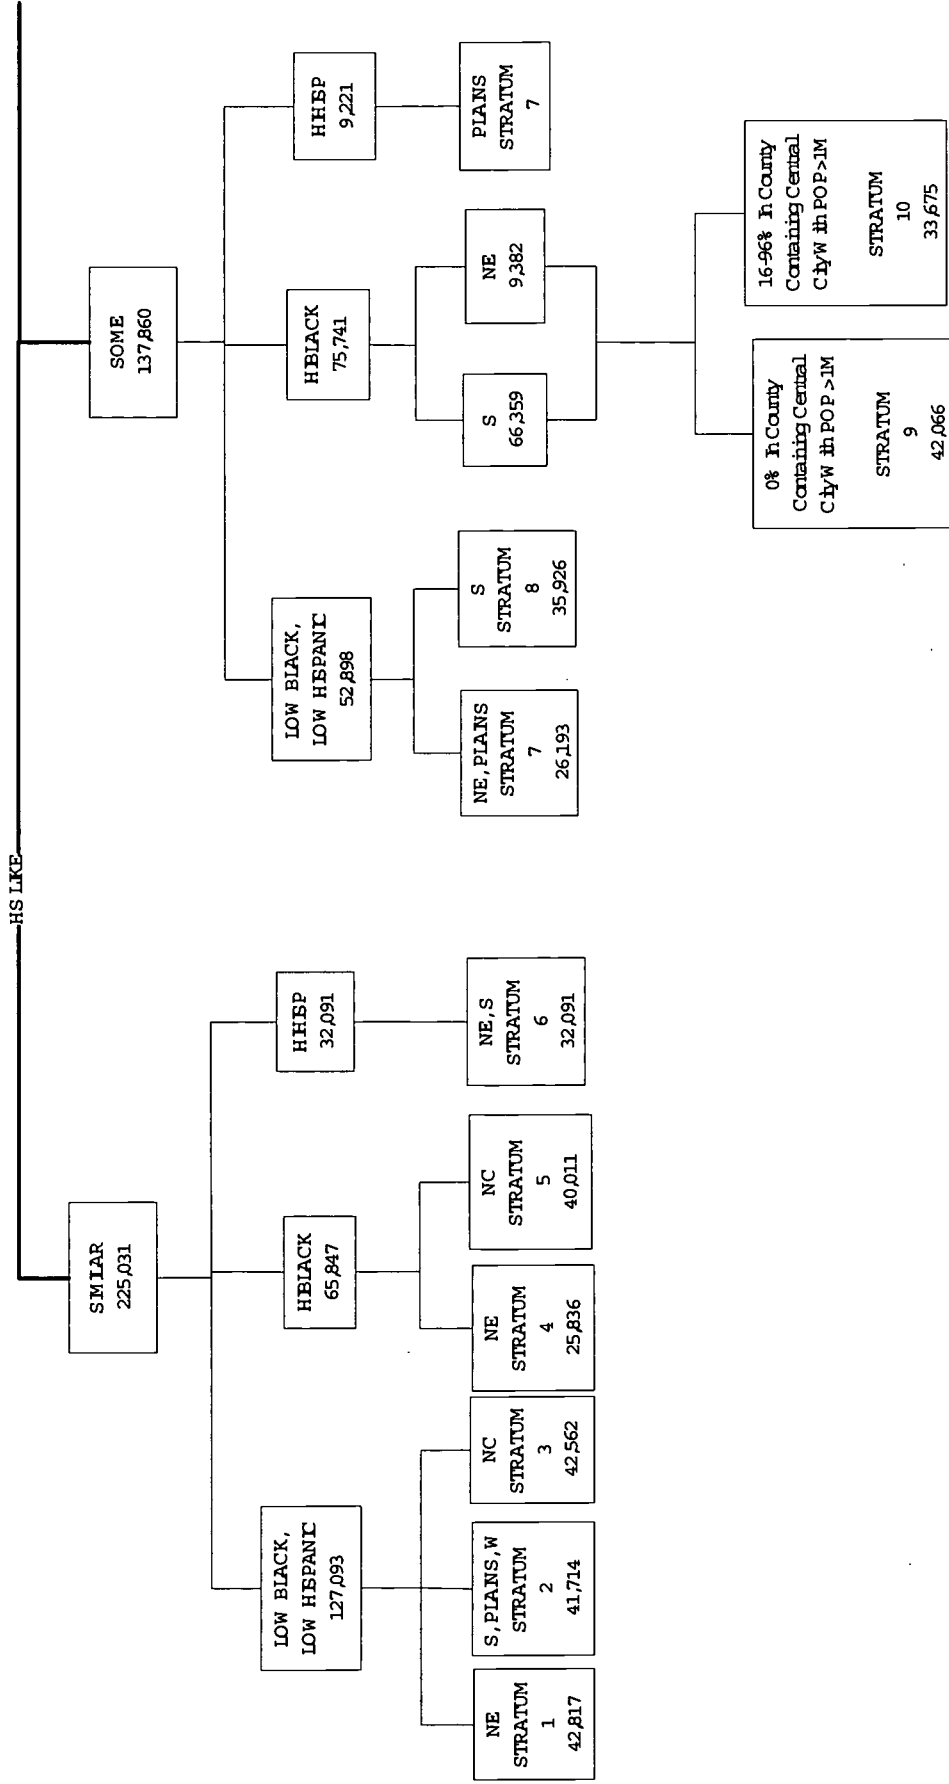 HS LIKE
SMILAR
225,031
LOW BLACK,
LOW HISPANIC
127,093
NE
STRATUM
1
42,817
S, PLAINS, W
STRATUM
2
41,714
NC
STRATUM
3
42,562
HIBLACK
65,847
NE
STRATUM
4
25,836
NC
STRATUM
5
40,011
HIHISP
32,091
NE, S
STRATUM
6
32,091
SOME
137,860
LOW BLACK,
LOW HISPANIC
52,898
NE, PLAINS
STRATUM
7
26,193
S
STRATUM
8
35,926
HIBLACK
75,741
S
66,359
NE
9,382
0% In County
Containing Central
City With POP >1M
STRATUM
9
42,066
16-96% In County
Containing Central
City With POP >1M
STRATUM
10
33,675
HIHISP
9,221
PLAINS
STRATUM
7